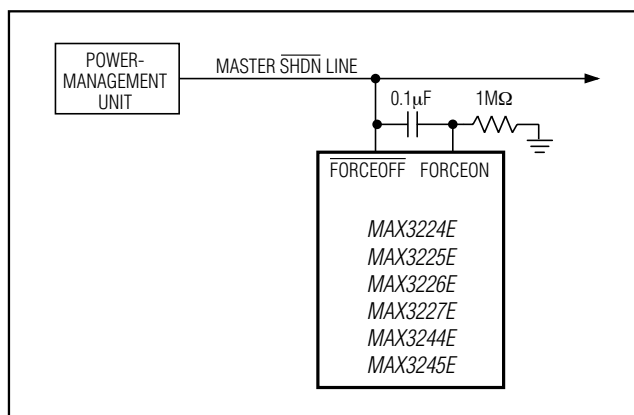 POWER-
MANAGEMENT
UNIT
MASTER SHDN LINE
0.1μF
1MΩ
FORCEOFF FORCEON
MAX3224E
MAX3225E
MAX3226E
MAX3227E
MAX3244E
MAX3245E